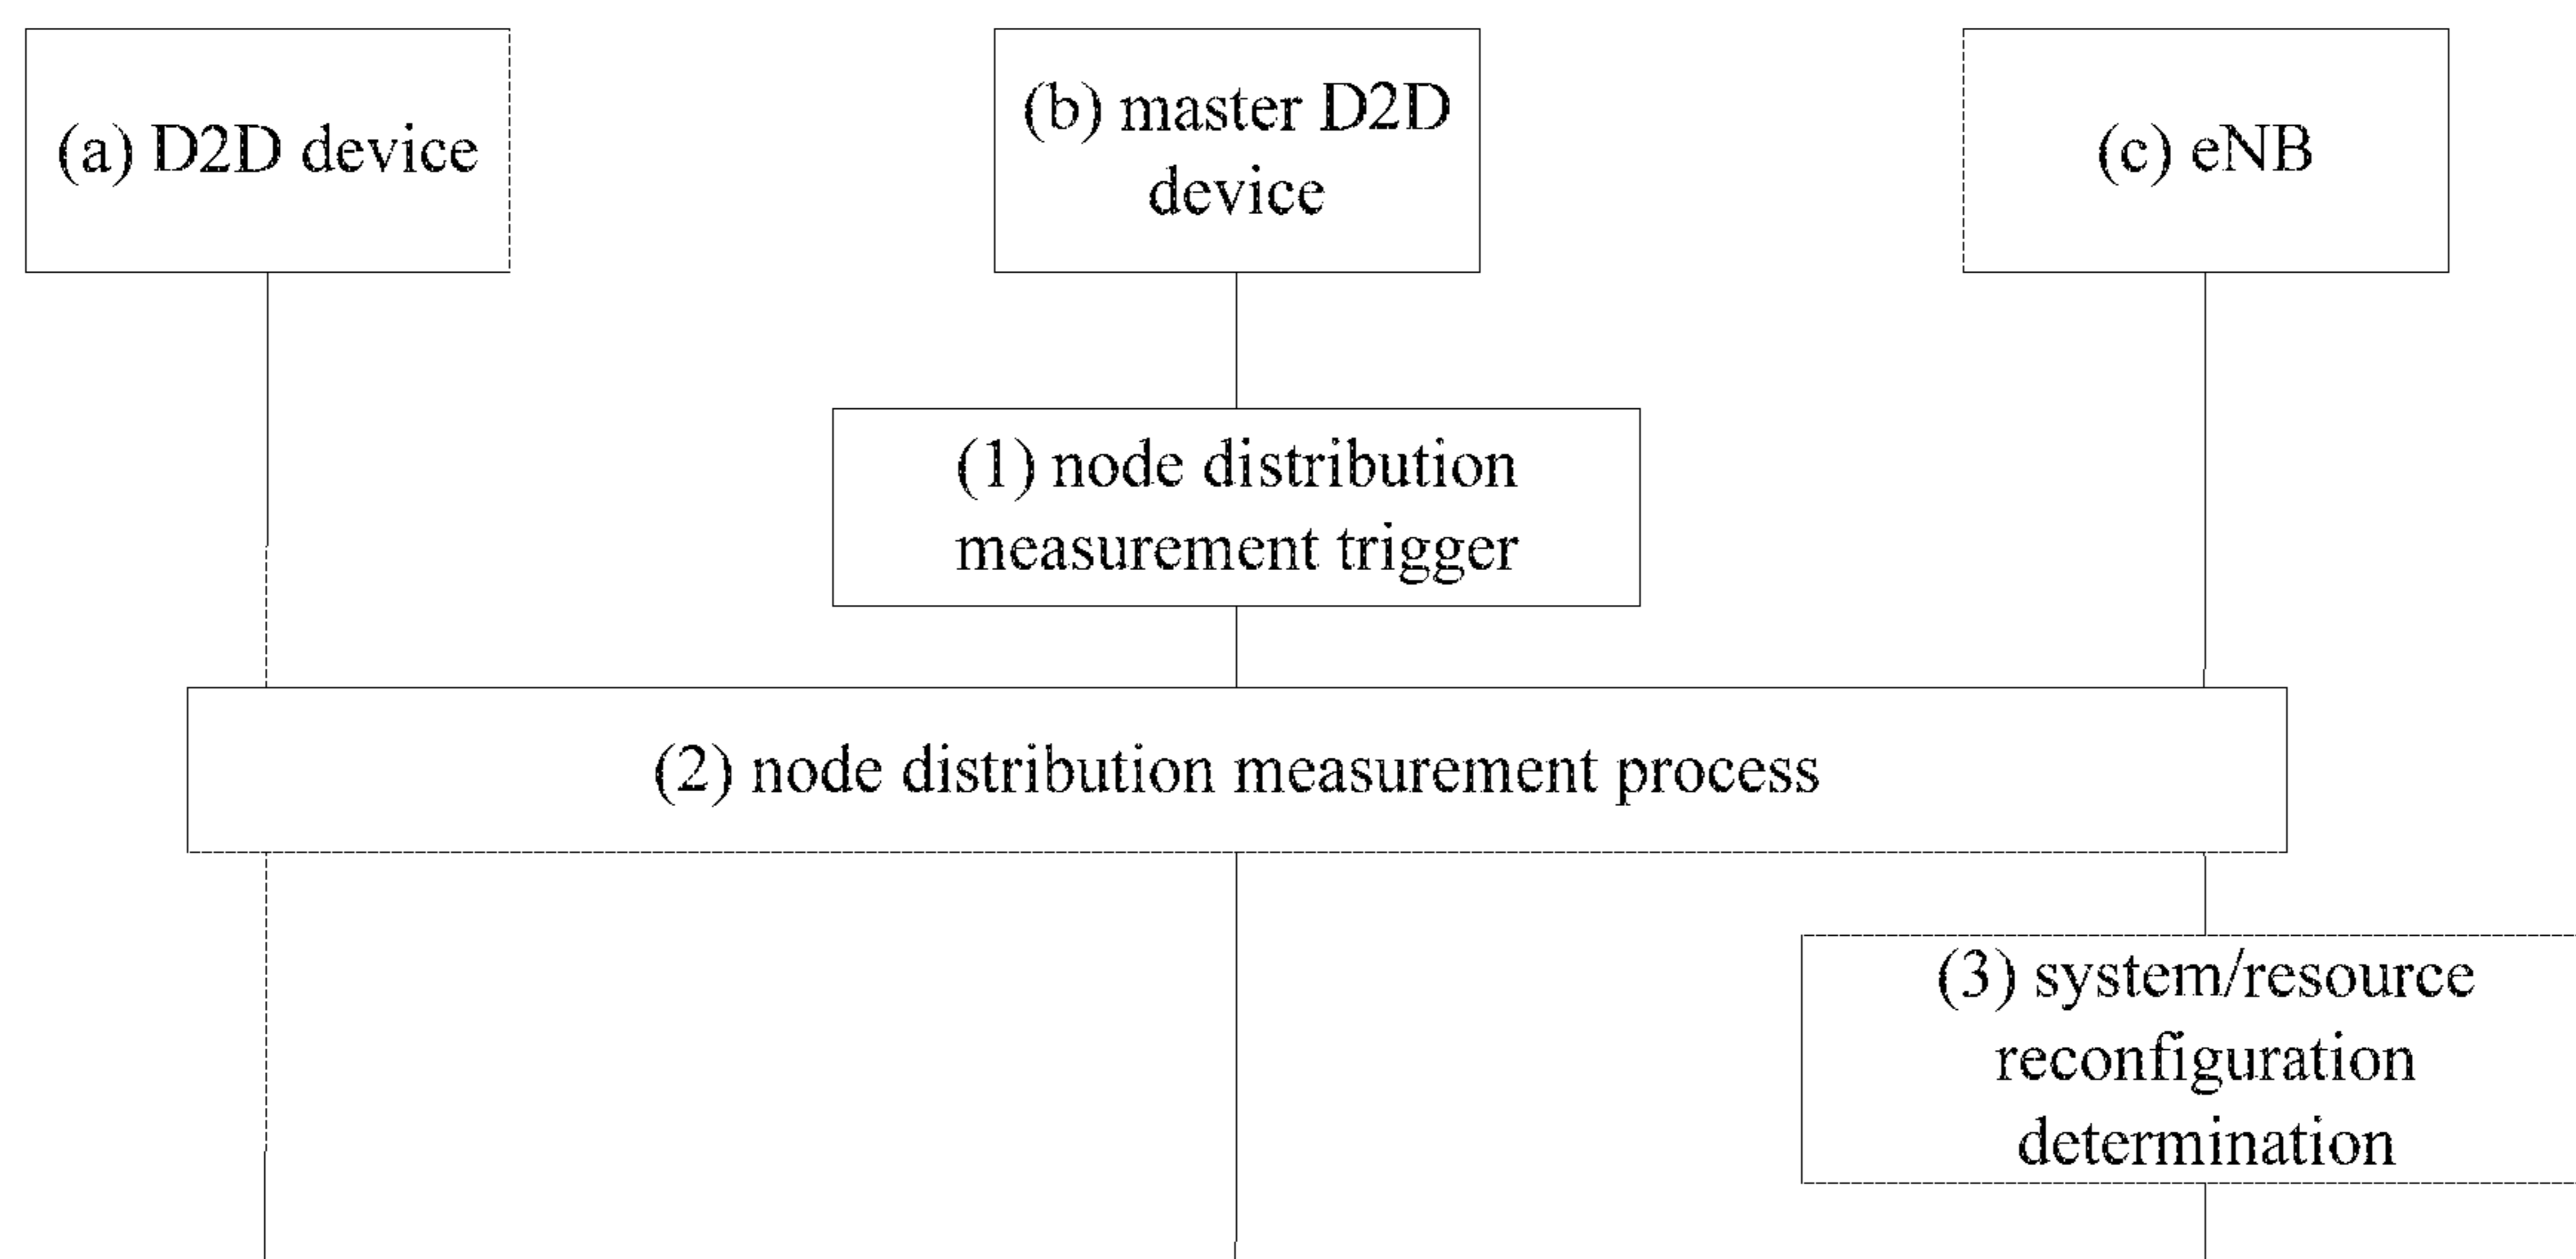 (a) D2D device
(b) master D2D
device
(c) eNB
(1) node distribution
measurement trigger
(2) node distribution measurement process
(3) system/resource
reconfiguration
determination